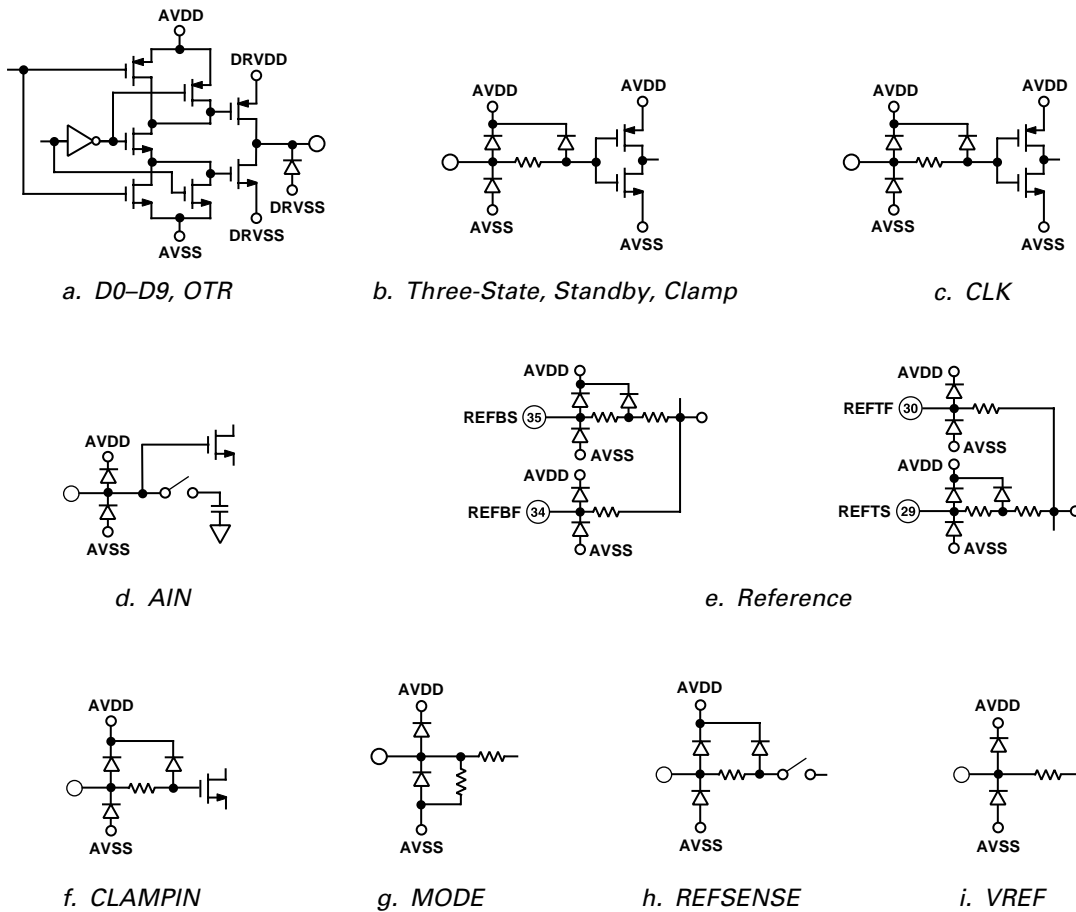 AVDD
DRVDD
DRVSS
AVSS
DRVSS
a. D0–D9, OTR
AVDD
AVDD
AVSS
AVSS
b. Three-State, Standby, Clamp
AVDD
AVDD
AVSS
AVSS
c. CLK
AVDD
AVSS
d. AIN
AVDD
REFBS 35
AVSS
AVDD
REFBF 34
AVSS
AVDD
REFTF 30
AVSS
AVDD
REFTS 29
AVSS
e. Reference
AVDD
AVSS
f. CLAMPIN
AVDD
AVSS
g. MODE
AVDD
AVSS
h. REFSENSE
AVDD
AVSS
i. VREF